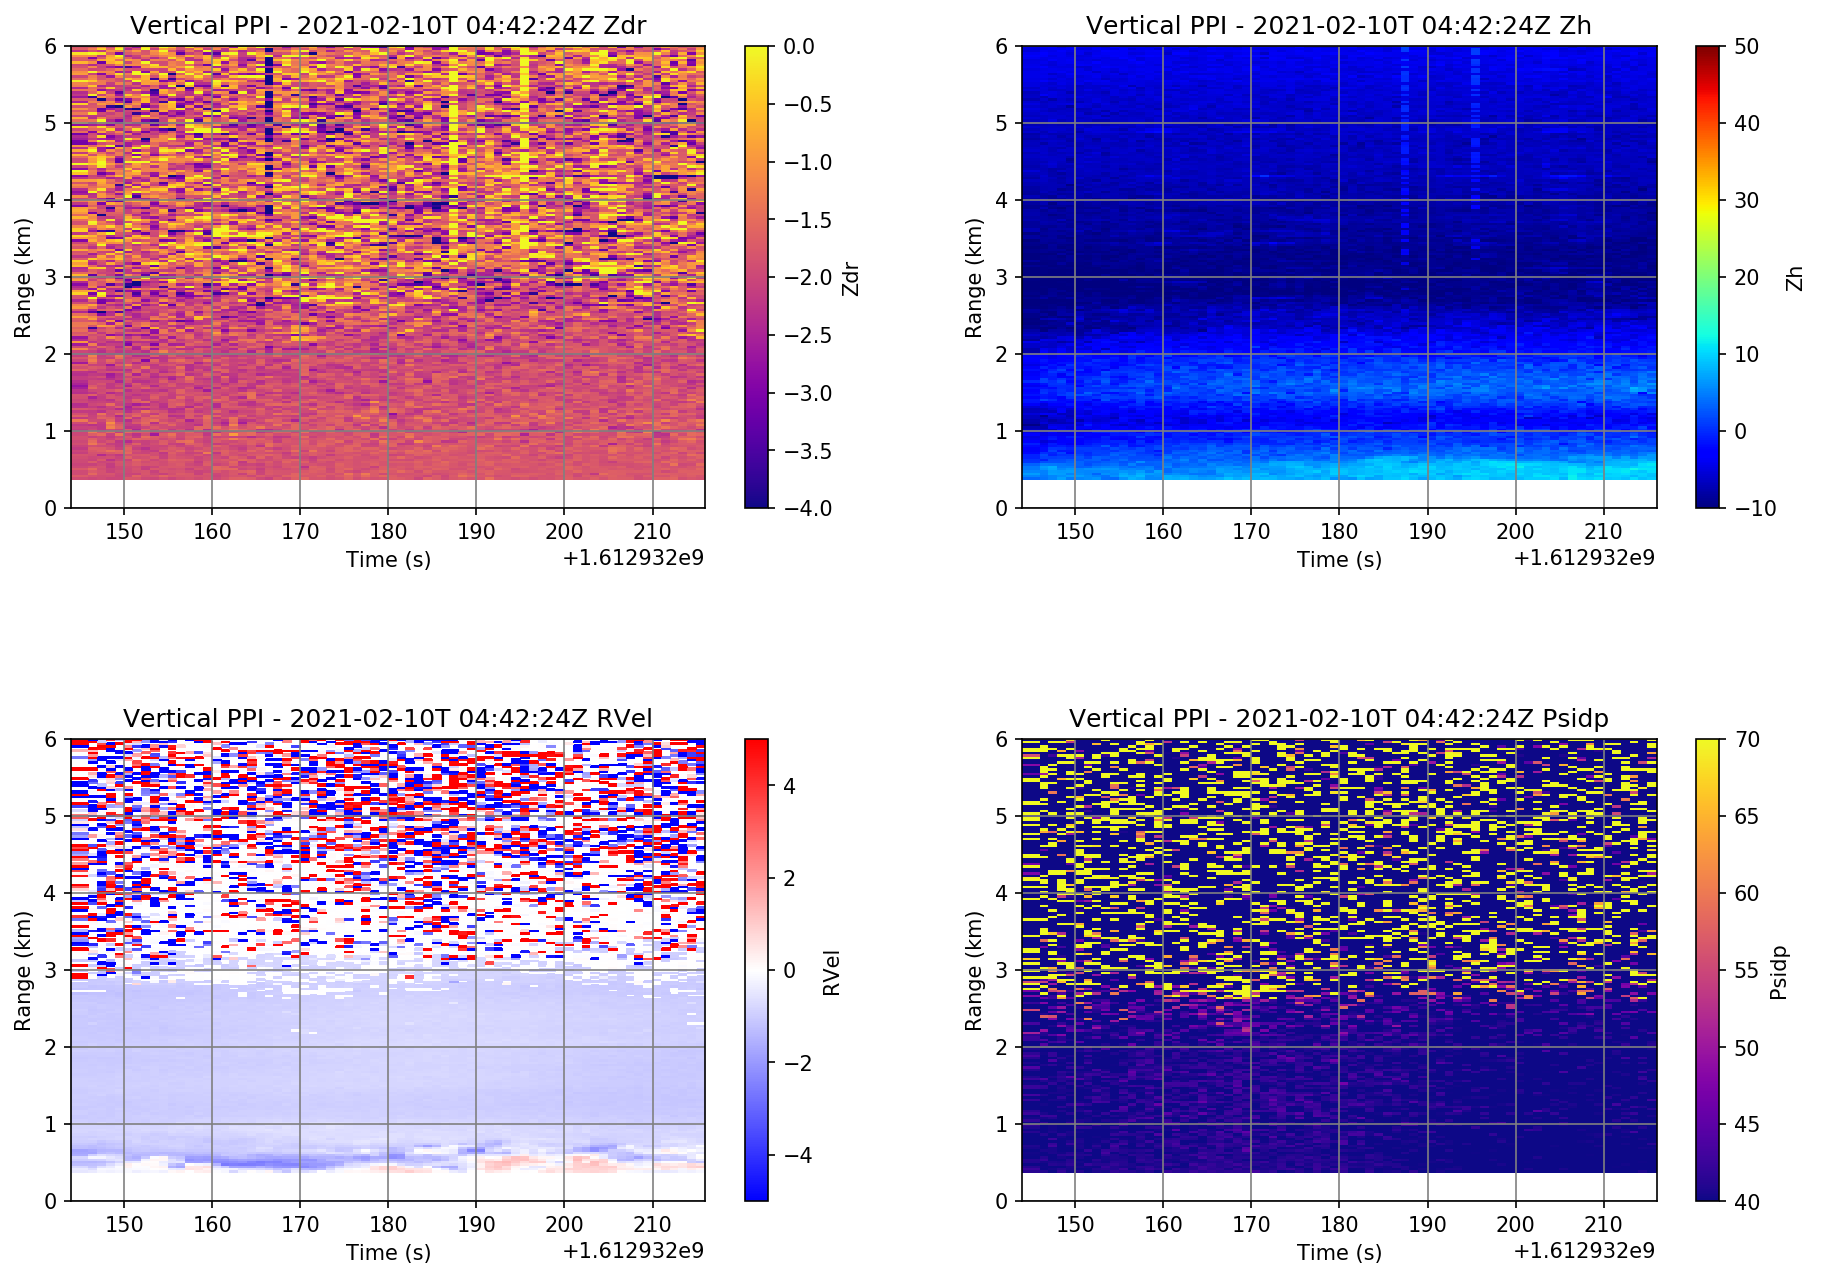 Vertical PPI - 2021-02-10T 04:42:24Z Zdr
6
5
4
3
2
1
0
Range (km)
150 160 170 180 190 200 210
Time (s)
+1.612932e9
0.0
−0.5
−1.0
−1.5
−2.0
−2.5
−3.0
−3.5
−4.0
Zdr
Vertical PPI - 2021-02-10T 04:42:24Z Zh
6
5
4
3
2
1
0
Range (km)
150 160 170 180 190 200 210
Time (s)
+1.612932e9
50
40
30
20
10
0
−10
Zh
Vertical PPI - 2021-02-10T 04:42:24Z RVel
6
5
4
3
2
1
0
Range (km)
150 160 170 180 190 200 210
Time (s)
+1.612932e9
4
2
0
−2
−4
RVel
Vertical PPI - 2021-02-10T 04:42:24Z Psidp
6
5
4
3
2
1
0
Range (km)
150 160 170 180 190 200 210
Time (s)
+1.612932e9
70
65
60
55
50
45
40
Psidp